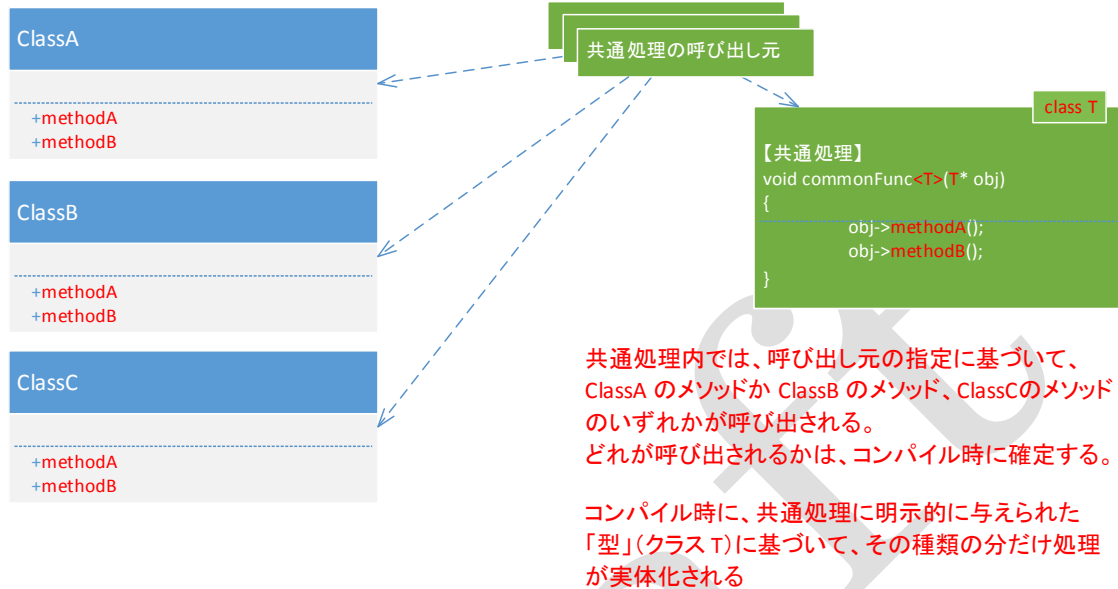 ClassA
+methodA
+methodB
ClassB
+methodA
+methodB
ClassC
+methodA
+methodB
共通処理の呼び出し元
class T
【共通処理】
void commonFunc<T>(T* obj)
{
obj->methodA();
obj->methodB();
}
共通処理内では、呼び出し元の指定に基づいて、
ClassA のメソッドか ClassB のメソッド、ClassCのメソッド
のいずれかが呼び出される。
どれが呼び出されるかは、コンパイル時に確定する。
コンパイル時に、共通処理に明示的に与えられた
「型」(クラス T)に基づいて、その種類の分だけ処理
が実体化される